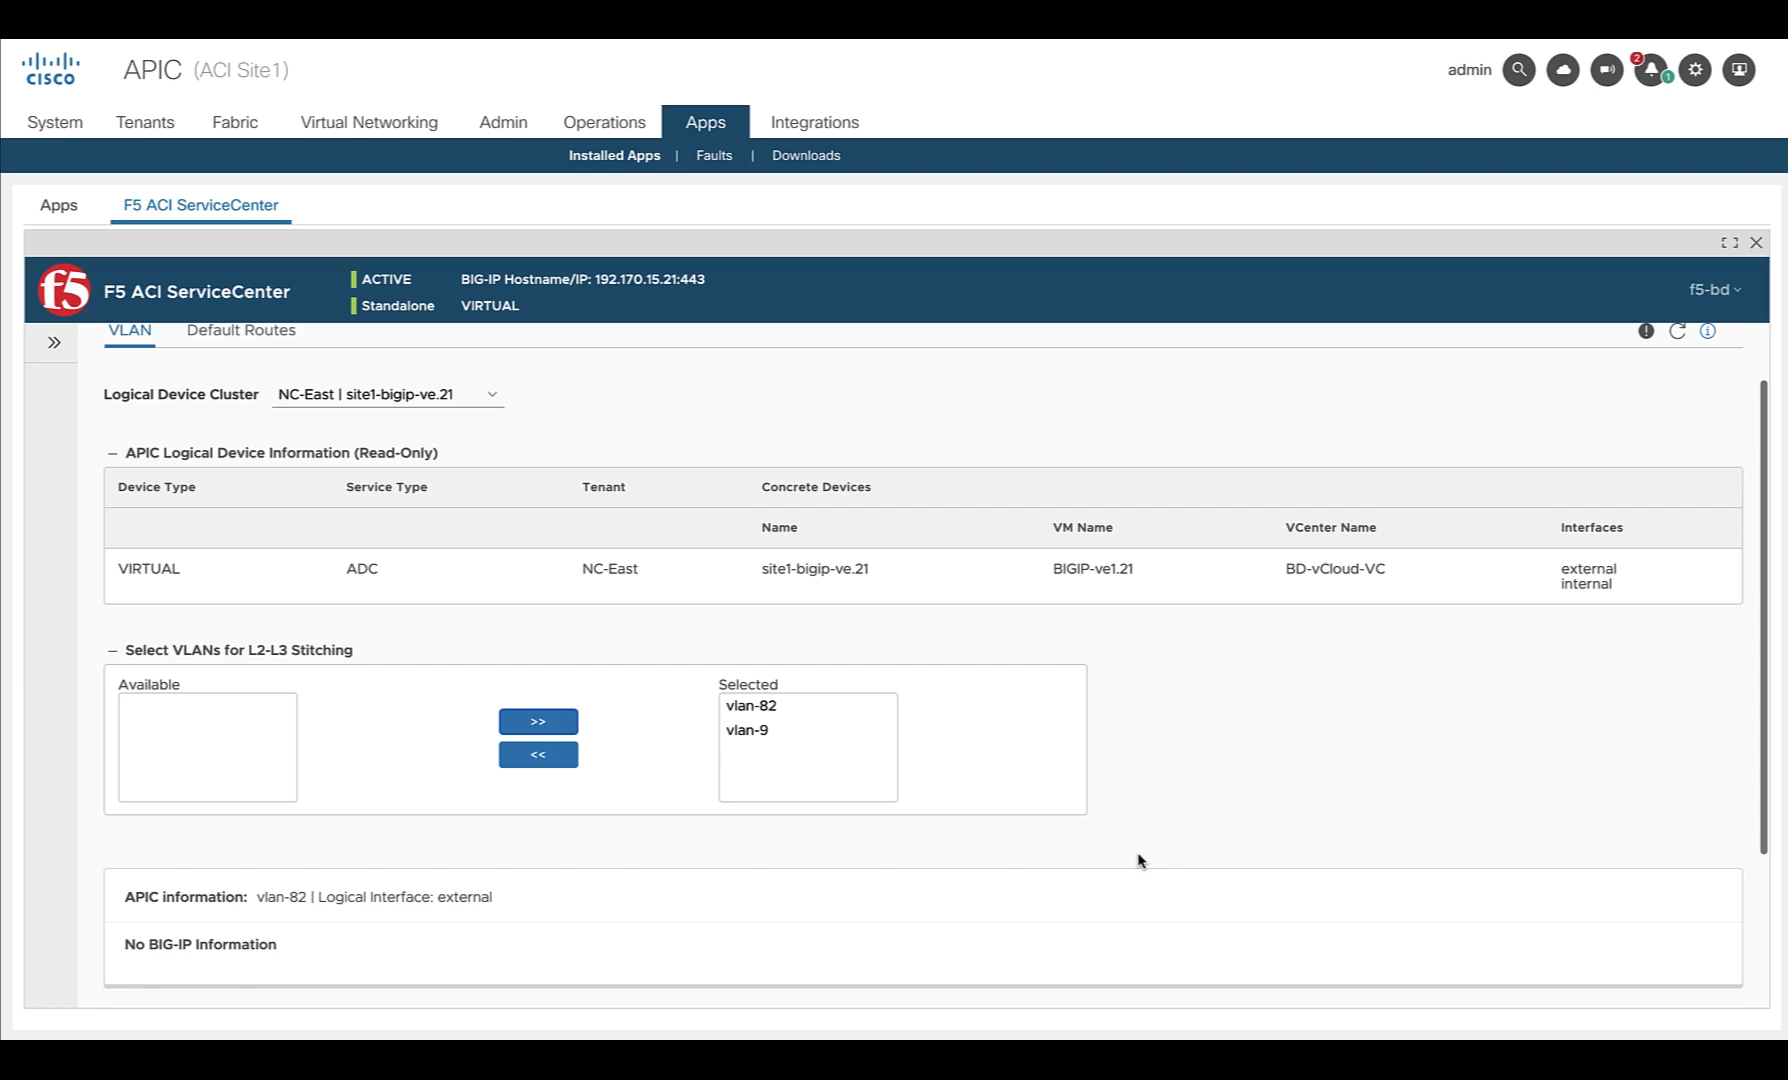 CISCO
APIC (ACI Site1)
admin
2
1
System Tenants Fabric Virtual Networking Admin Operations Apps Integrations
Installed Apps | Faults | Downloads
Apps F5 ACI ServiceCenter
f5 F5 ACI ServiceCenter
ACTIVE BIG-IP Hostname/IP: 192.170.15.21:443
Standalone VIRTUAL
f5-bd
VLAN Default Routes
Logical Device Cluster NC-East | site1-bigip-ve.21
— APIC Logical Device Information (Read-Only)
Device Type Service Type Tenant Concrete Devices
Name VM Name VCenter Name Interfaces
VIRTUAL ADC NC-East site1-bigip-ve.21 BIGIP-ve1.21 BD-vCloud-VC external
internal
— Select VLANs for L2-L3 Stitching
Available Selected
vlan-82
vlan-9
>>
<<
APIC information: vlan-82 | Logical Interface: external
No BIG-IP Information